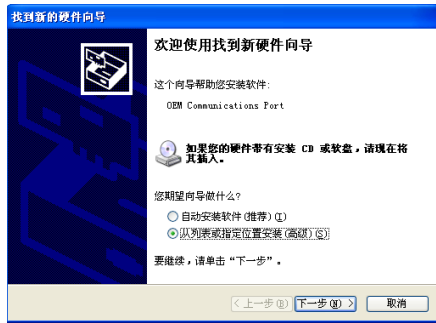 找到新的硬件向导
欢迎使用找到新硬件向导
这个向导帮助您安装软件:
OEM Communications Port
如果您的硬件带有安装 CD 或软盘，请现在将
其插入。
您期望向导做什么?
自动安装软件(推荐)(I)
从列表或指定位置安装(高级)(S)
要继续，请单击“下一步”。
< 上一步(B) 下一步(N) > 取消